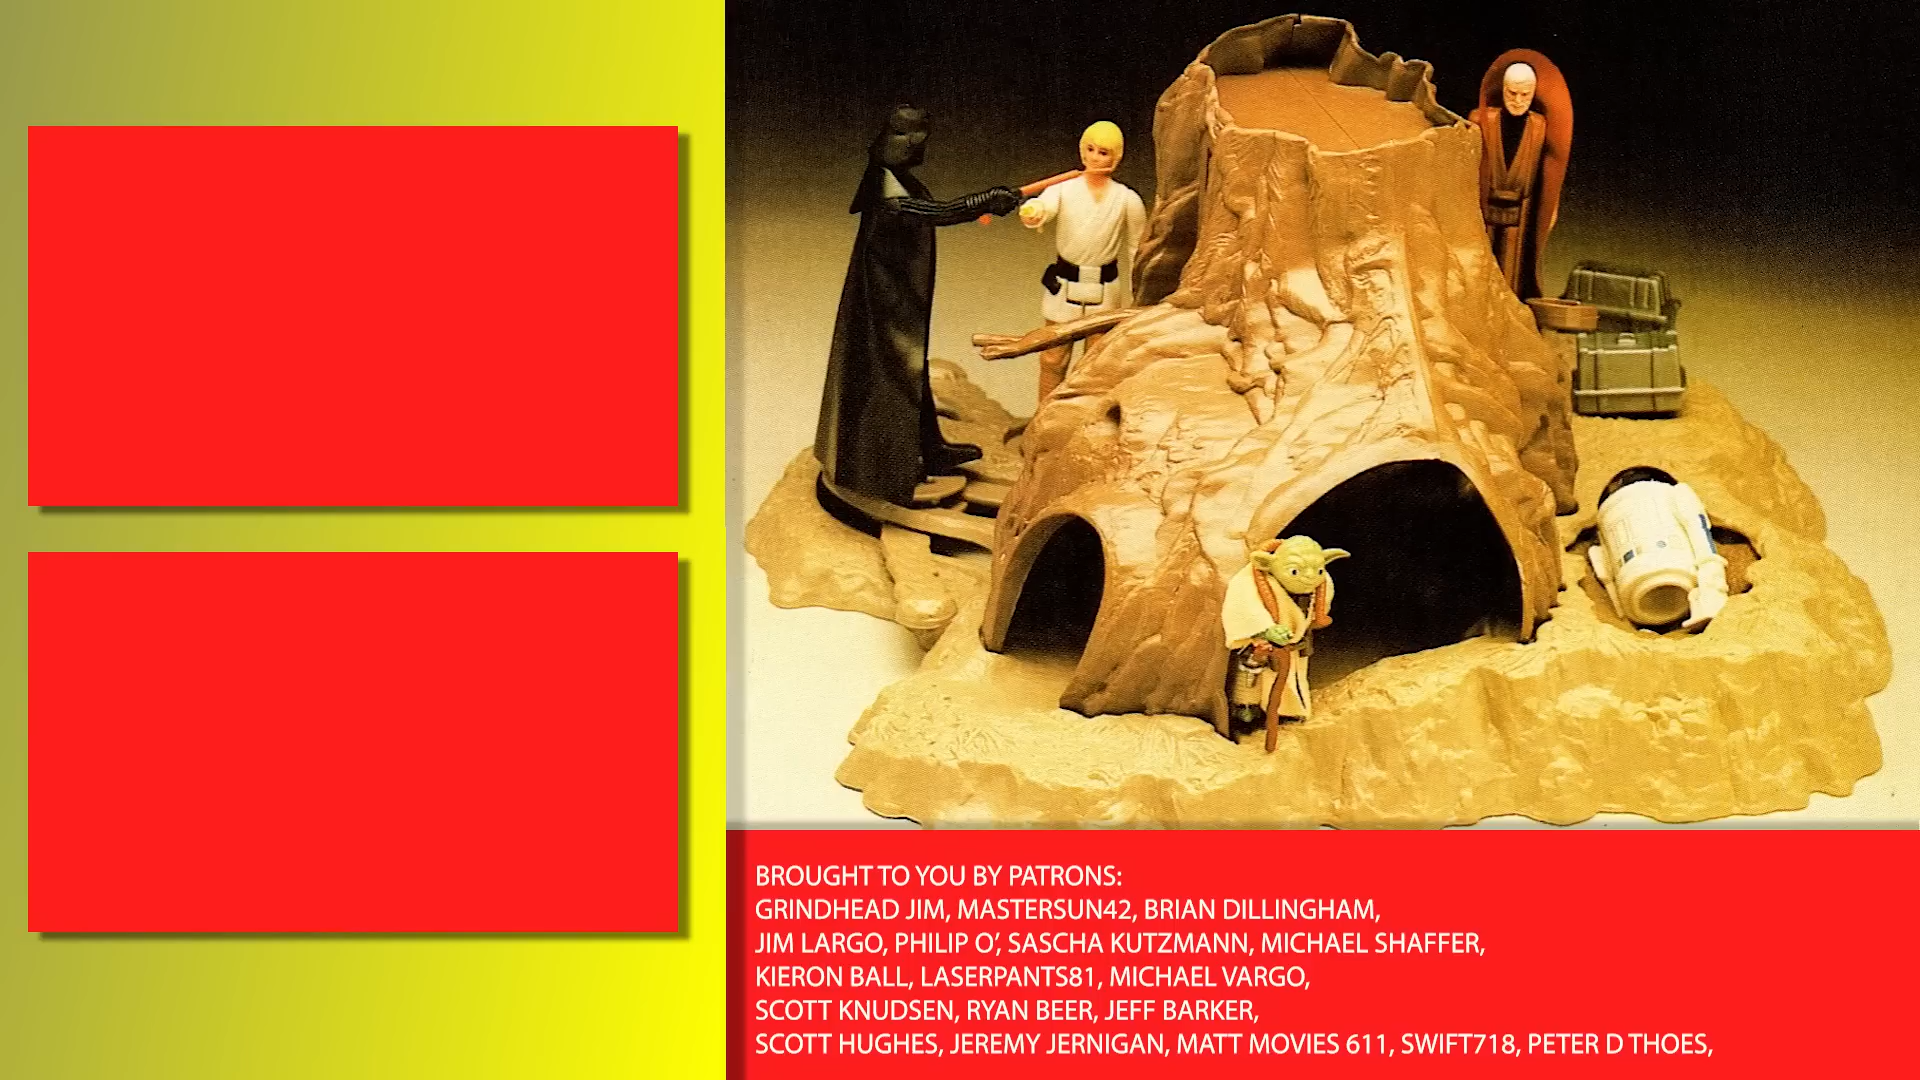 BROUGHT TO YOU BY PATRONS:
GRINDHEAD JIM, MASTERSUN42, BRIAN DILLINGHAM,
JIM LARGO, PHILIP O', SASCHA KUTZMANN, MICHAEL SHAFFER,
KIERON BALL, LASERPANTS81, MICHAEL VARGO,
SCOTT KNUDSEN, RYAN BEER, JEFF BARKER,
SCOTT HUGHES, JEREMY JERNIGAN, MATT MOVIES 611, SWIFT718, PETER D THOES,